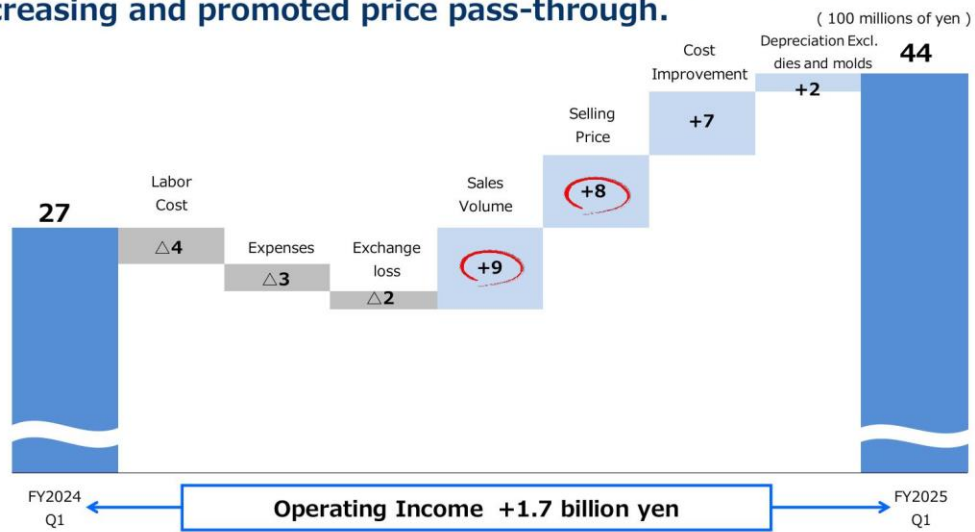 creasing and promoted price pass-through.
( 100 millions of yen )
27
Labor
Cost
△4
Expenses
△3
Exchange
loss
△2
Sales
Volume
+9
Selling
Price
+8
Cost
Improvement
+7
Depreciation Excl.
dies and molds
+2
44
FY2024
Q1
Operating Income +1.7 billion yen
FY2025
Q1